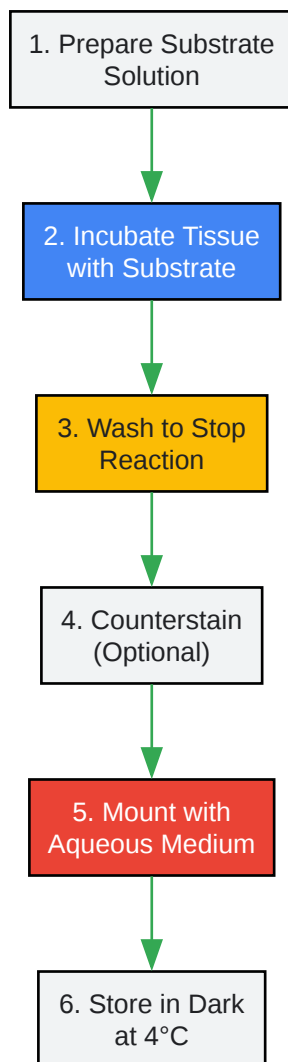 1. Prepare Substrate
Solution
2. Incubate Tissue
with Substrate
3. Wash to Stop
Reaction
4. Counterstain
(Optional)
5. Mount with
Aqueous Medium
6. Store in Dark
at 4°C